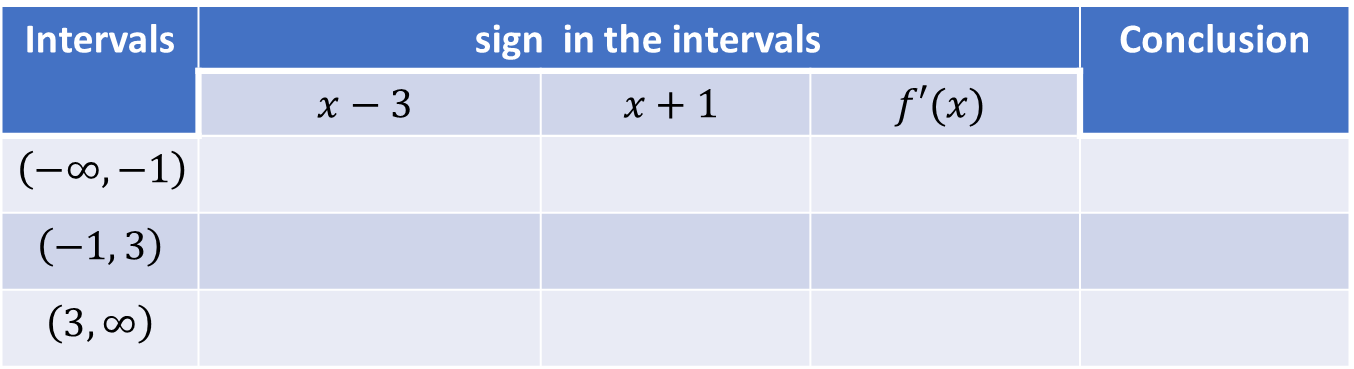 Intervals sign in the intervals Conclusion
x − 3 x + 1 f′(x)
(−∞, −1)
(−1, 3)
(3, ∞)